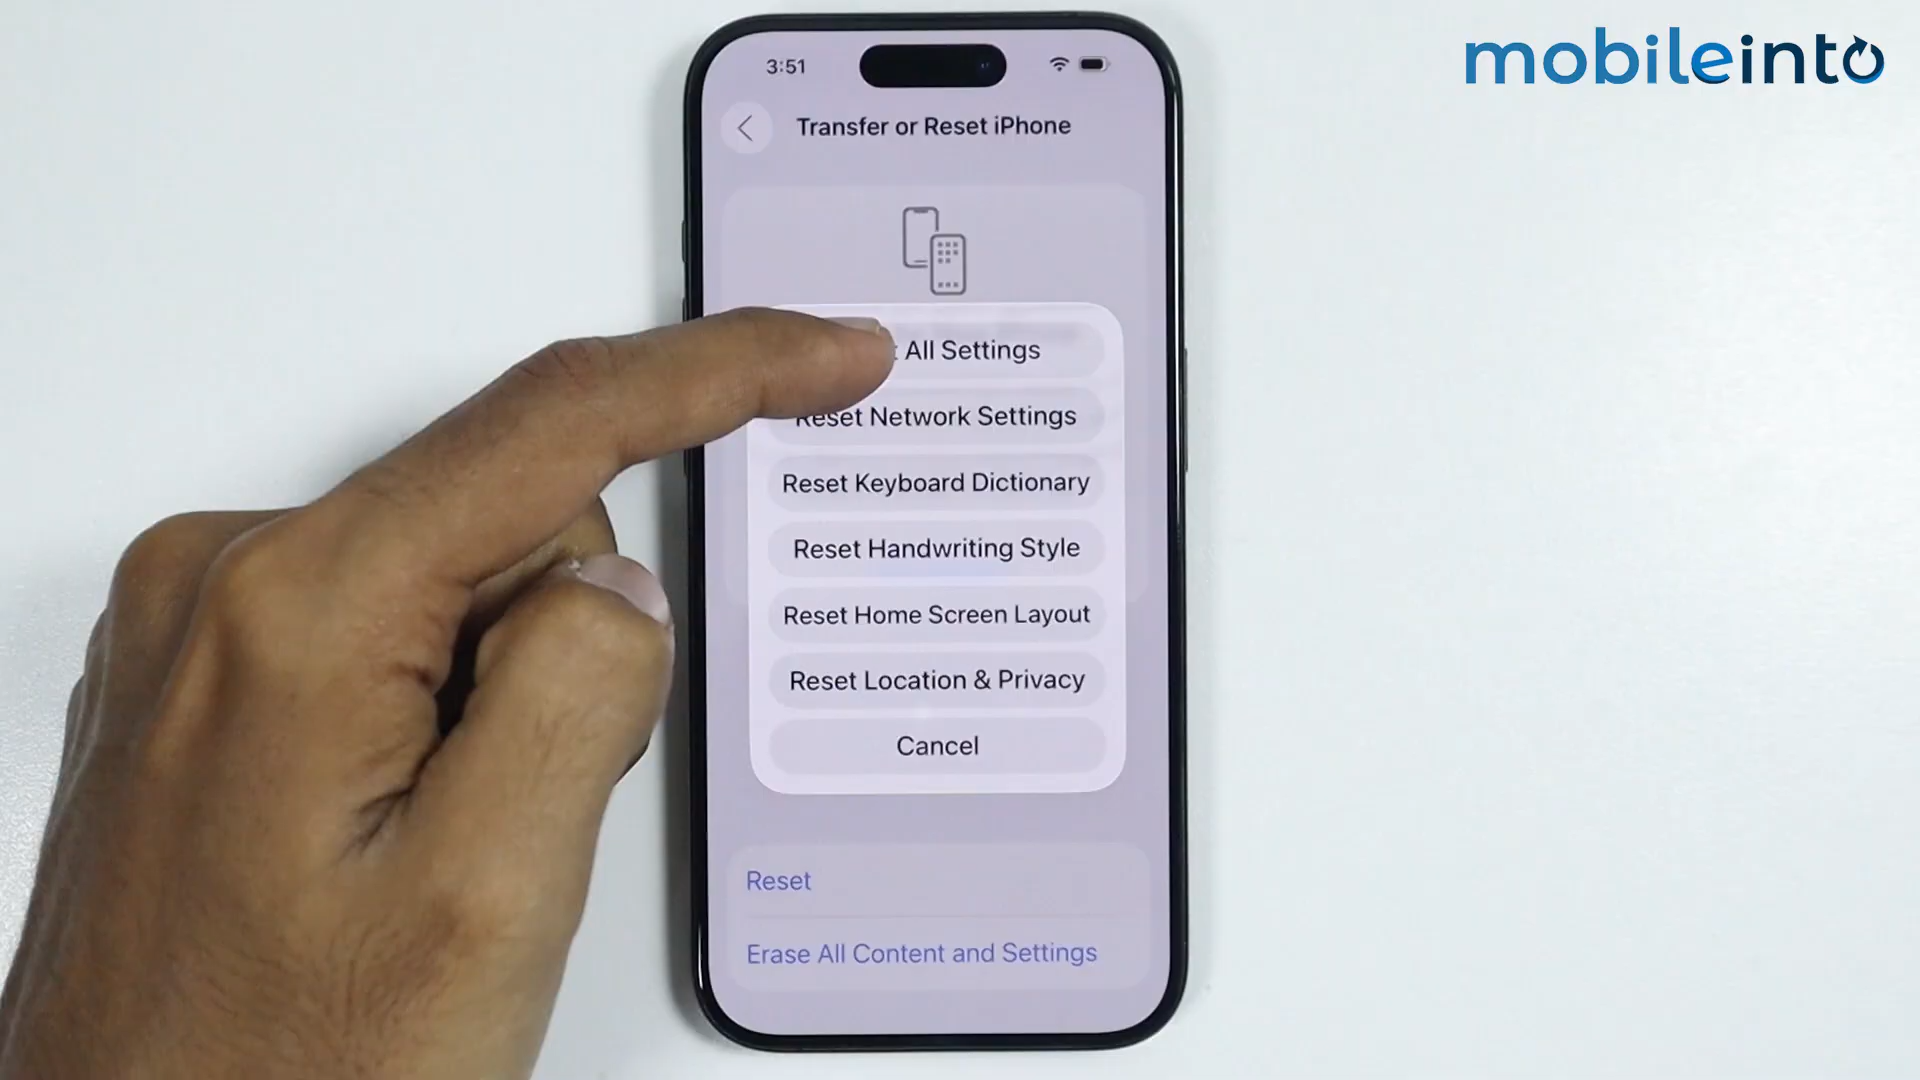 mobileinto
3:51
Transfer or Reset iPhone
All Settings
Reset Network Settings
Reset Keyboard Dictionary
Reset Handwriting Style
Reset Home Screen Layout
Reset Location & Privacy
Cancel
Reset
Erase All Content and Settings